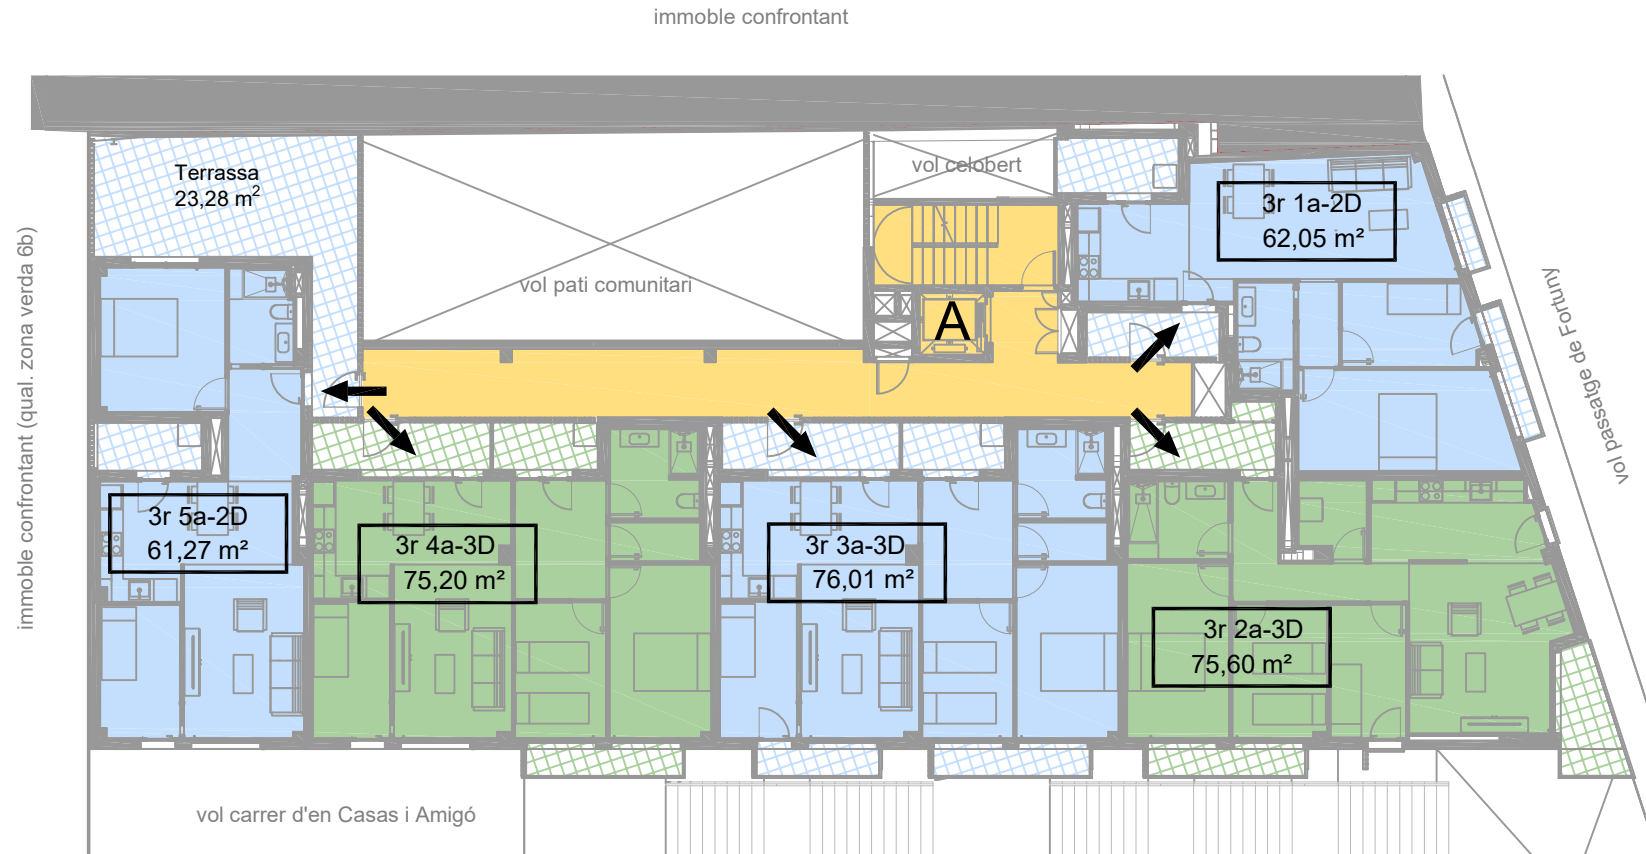 immoble confrontant
Terrassa
23,28 m²
vol celobert
3r 1a-2D
62,05 m²
vol pati comunitari
A
immoble confrontant (qual. zona verda 6b)
vol passatge de Fortuny
3r 5a-2D
61,27 m²
3r 4a-3D
75,20 m²
3r 3a-3D
76,01 m²
3r 2a-3D
75,60 m²
vol carrer d'en Casas i Amigó